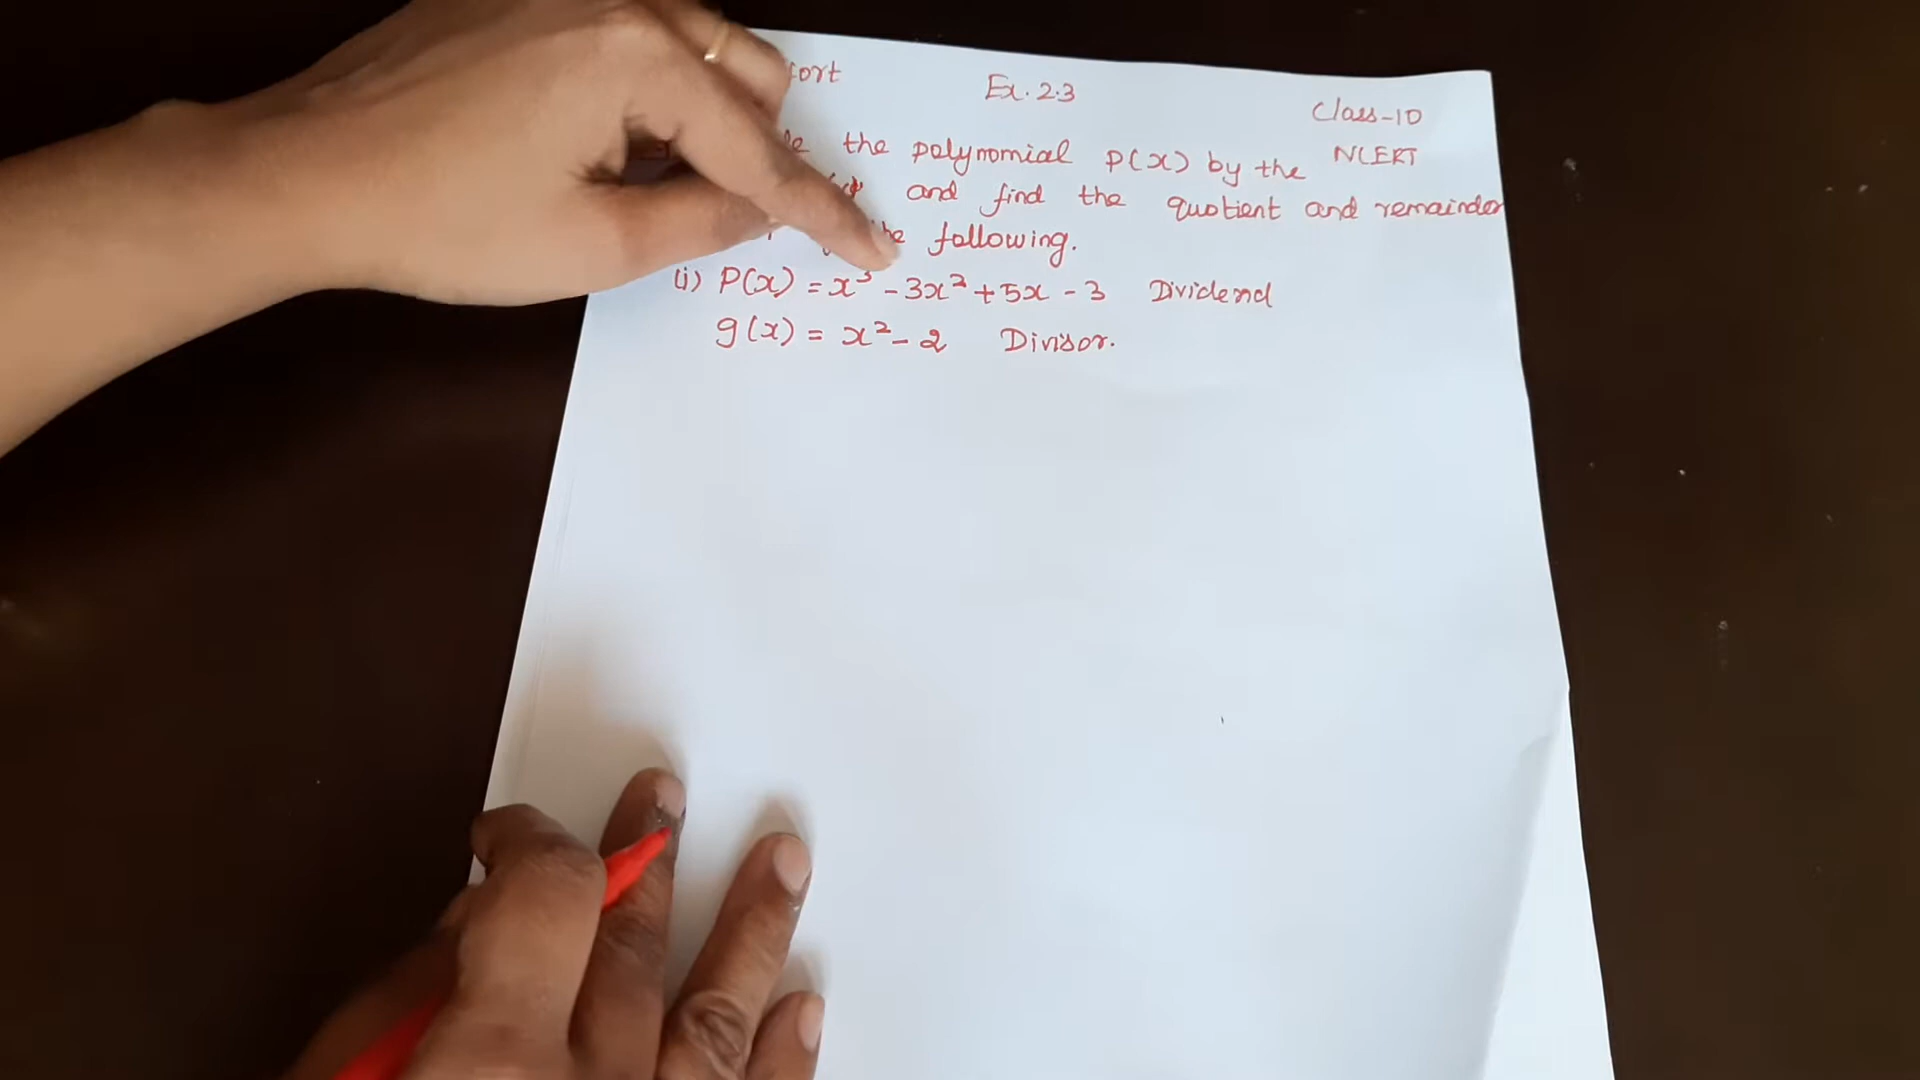 Ex. 2.3
Class-10
the polynomial P(x) by the NCERT
and find the quotient and remainder
following.
(i) P(x) = x³ - 3x² + 5x - 3 Dividend
g(x) = x² - 2 Divisor.